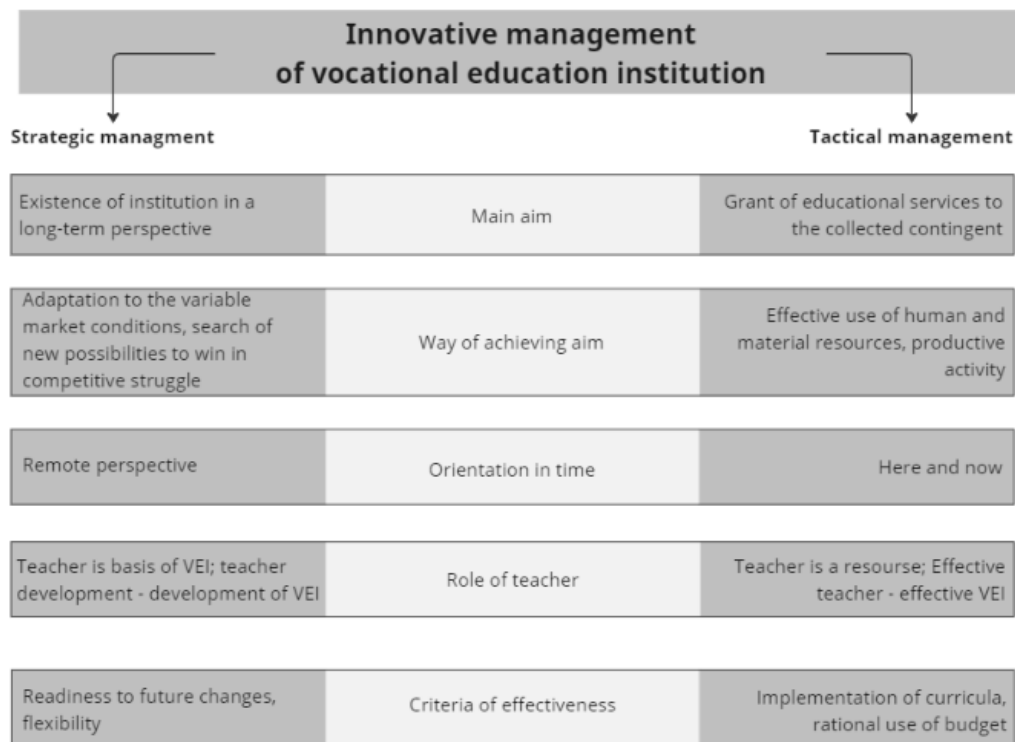 Innovative management
of vocational education institution
Strategic managment
Tactical management
Existence of institution in a
long-term perspective
Main aim
Grant of educational services to
the collected contingent
Adaptation to the variable
market conditions, search of
new possibilities to win in
competitive struggle
Way of achieving aim
Effective use of human and
material resources, productive
activity
Remote perspective
Orientation in time
Here and now
Teacher is basis of VEI; teacher
development - development of VEI
Role of teacher
Teacher is a resourse; Effective
teacher - effective VEI
Readiness to future changes,
flexibility
Criteria of effectiveness
Implementation of curricula,
rational use of budget